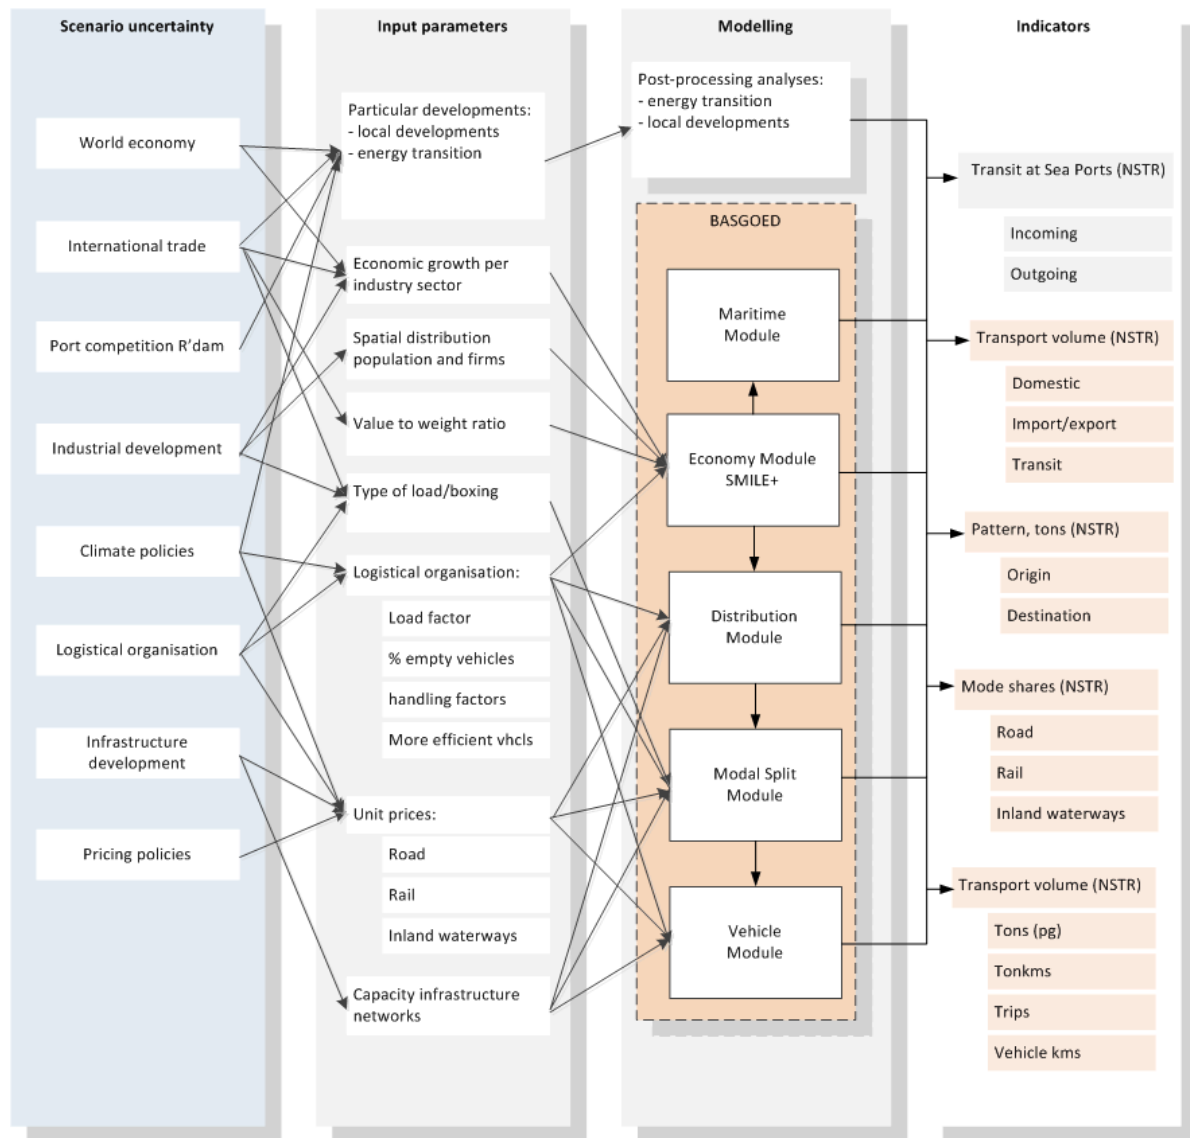 Scenario uncertainty
World economy
International trade
Port competition R'dam
Industrial development
Climate policies
Logistical organisation
Infrastructure
development
Pricing policies
Input parameters
Particular developments:
- local developments
- energy transition
Economic growth per
industry sector
Spatial distribution
population and firms
Value to weight ratio
Type of load/boxing
Logistical organisation:
Load factor
% empty vehicles
handling factors
More efficient vhcls
Unit prices:
Road
Rail
Inland waterways
Capacity infrastructure
networks
Modelling
Post-processing analyses:
- energy transition
- local developments
BASGOED
Maritime
Module
Economy Module
SMILE+
Distribution
Module
Modal Split
Module
Vehicle
Module
Indicators
Transit at Sea Ports (NSTR)
Incoming
Outgoing
Transport volume (NSTR)
Domestic
Import/export
Transit
Pattern, tons (NSTR)
Origin
Destination
Mode shares (NSTR)
Road
Rail
Inland waterways
Transport volume (NSTR)
Tons (pg)
Tonkms
Trips
Vehicle kms